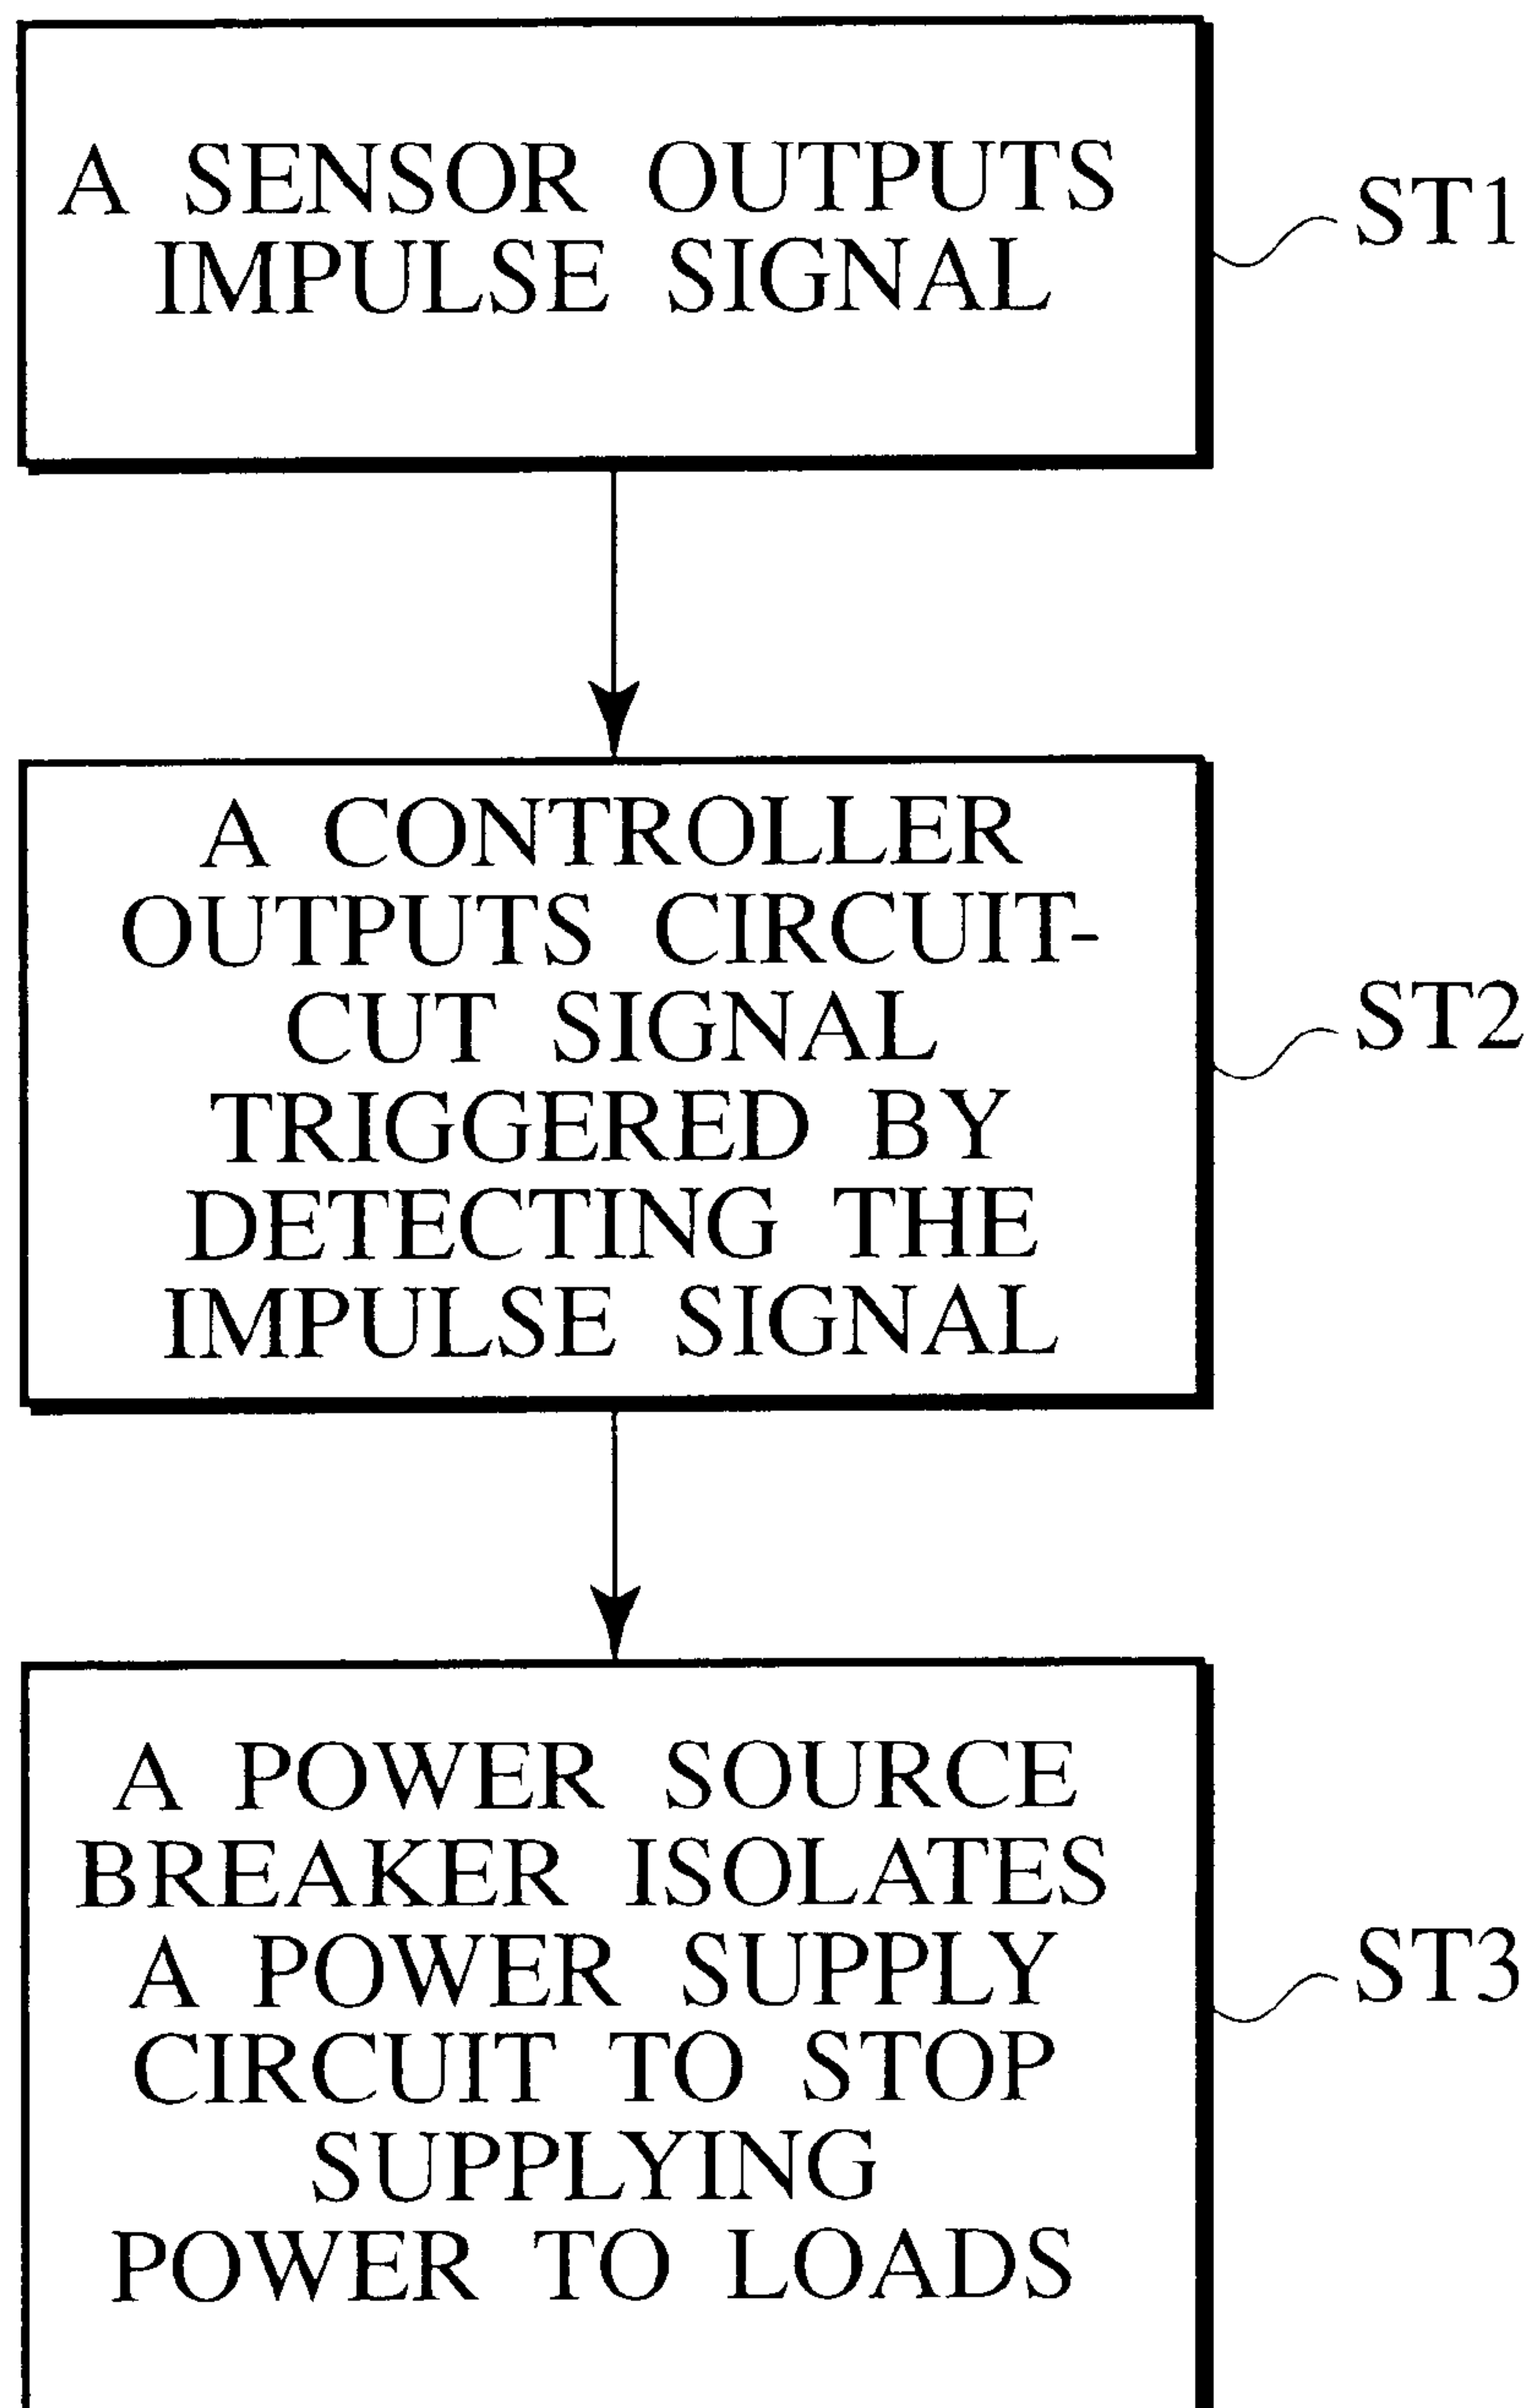 A SENSOR OUTPUTS
IMPULSE SIGNAL
ST1
A CONTROLLER
OUTPUTS CIRCUIT-
CUT SIGNAL
TRIGGERED BY
DETECTING THE
IMPULSE SIGNAL
ST2
A POWER SOURCE
BREAKER ISOLATES
A POWER SUPPLY
CIRCUIT TO STOP
SUPPLYING
POWER TO LOADS
ST3